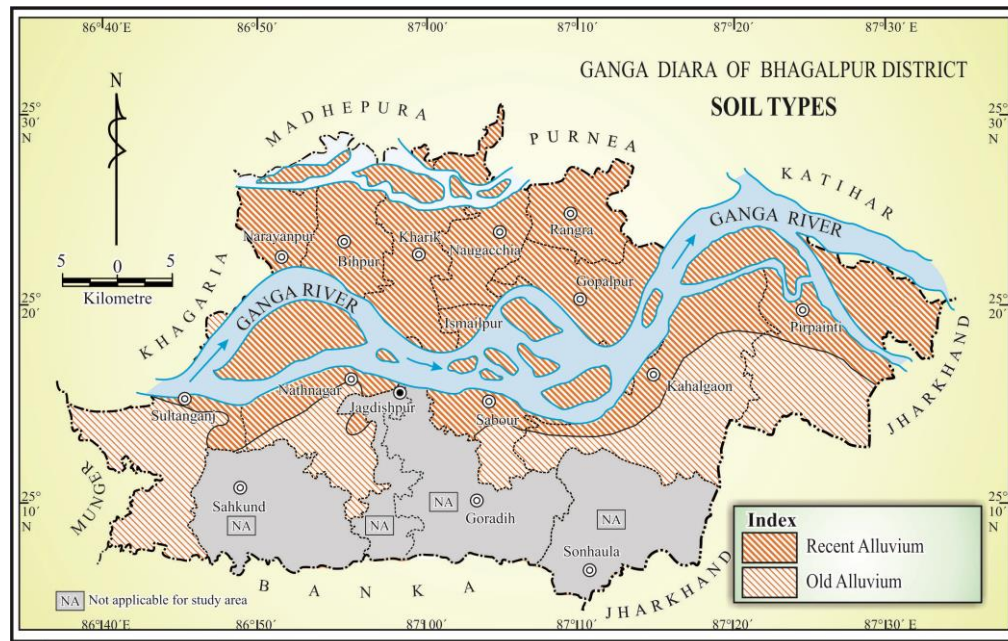 86°40' E
86°50'
87°00'
87°10'
87°20'
87°30' E
GANGA DIARA OF BHAGALPUR DISTRICT
SOIL TYPES
N
25°
30'
N
25°
30'
N
MADHEPURA
PURNEA
KATIHAR
GANGA RIVER
Narayanpur
Bihpur
Kharik
Naugacchia
Rangra
Gopalpur
5 0 5
Kilometre
25°
20'
25°
20'
KHAGARIA
GANGA RIVER
Ismailpur
Pirpainti
JHARKHAND
Sultanganj
Nathnagar
Jagdishpur
Sabour
Kahalgaon
MUNGER
25°
10'
N
25°
10'
N
Sahkund
NA
NA
NA
Goradih
NA
Sonhaula
BANKA
JHARKHAND
Index
Recent Alluvium
Old Alluvium
NA Not applicable for study area
86°40' E
86°50'
87°00'
87°10'
87°20'
87°30' E